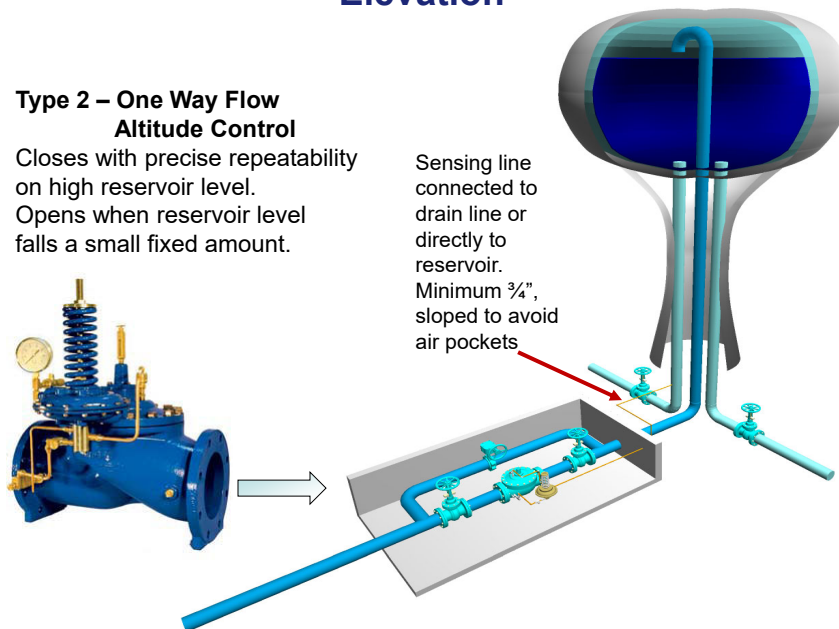 Elevation
Type 2 – One Way Flow
Altitude Control
Closes with precise repeatability
on high reservoir level.
Opens when reservoir level
falls a small fixed amount.
Sensing line
connected to
drain line or
directly to
reservoir.
Minimum ¾”,
sloped to avoid
air pockets